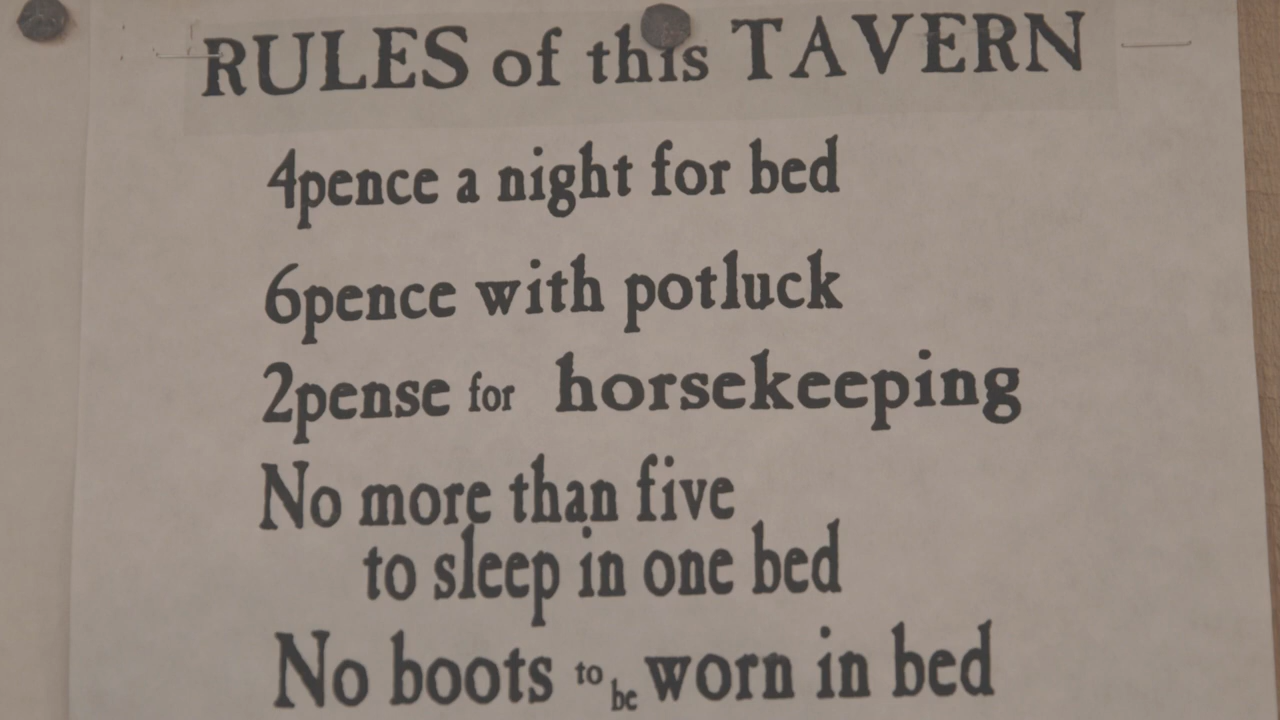 RULES of this TAVERN
4pence a night for bed
6pence with potluck
2pense for horsekeeping
No more than five
to sleep in one bed
No boots to be worn in bed